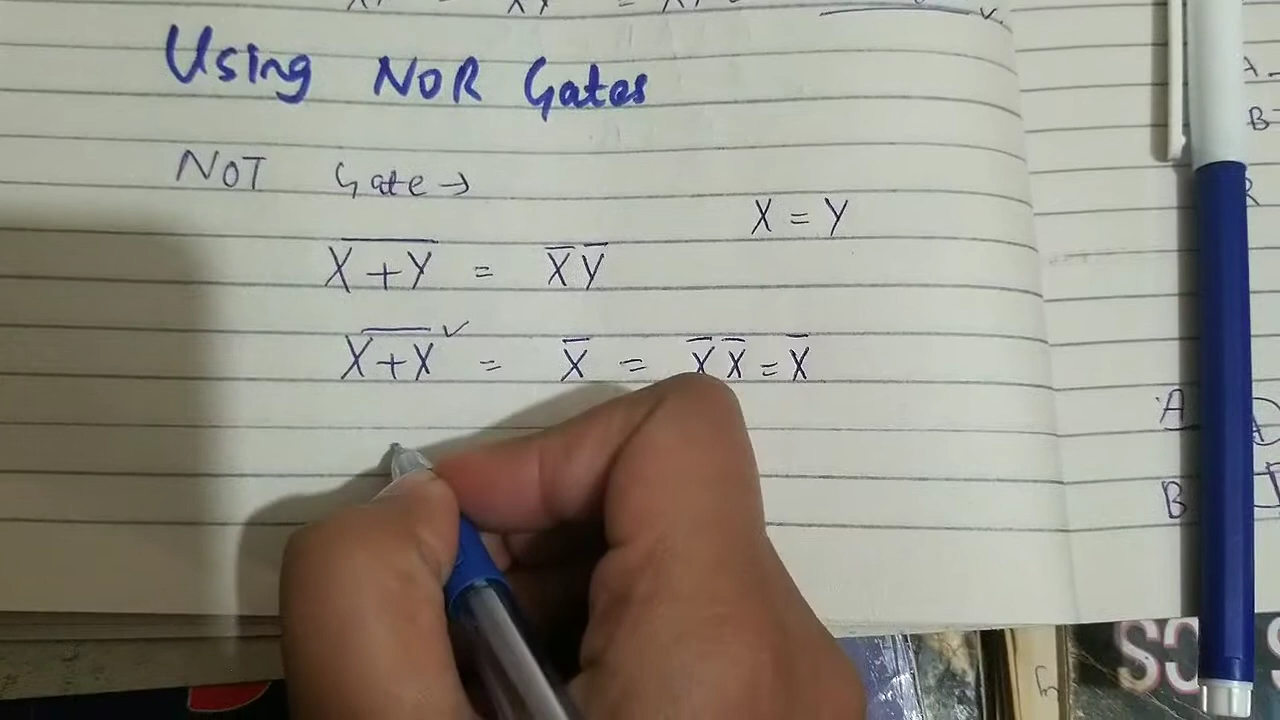 Using NOR Gates
NOT Gate →
X = Y
X̅ ̅+̅ ̅Y̅ = X̅ Y̅
X̅ ̅+̅ ̅X̅ ✓ = X̅ = X̅ X̅ = X̅
A
B
A
B